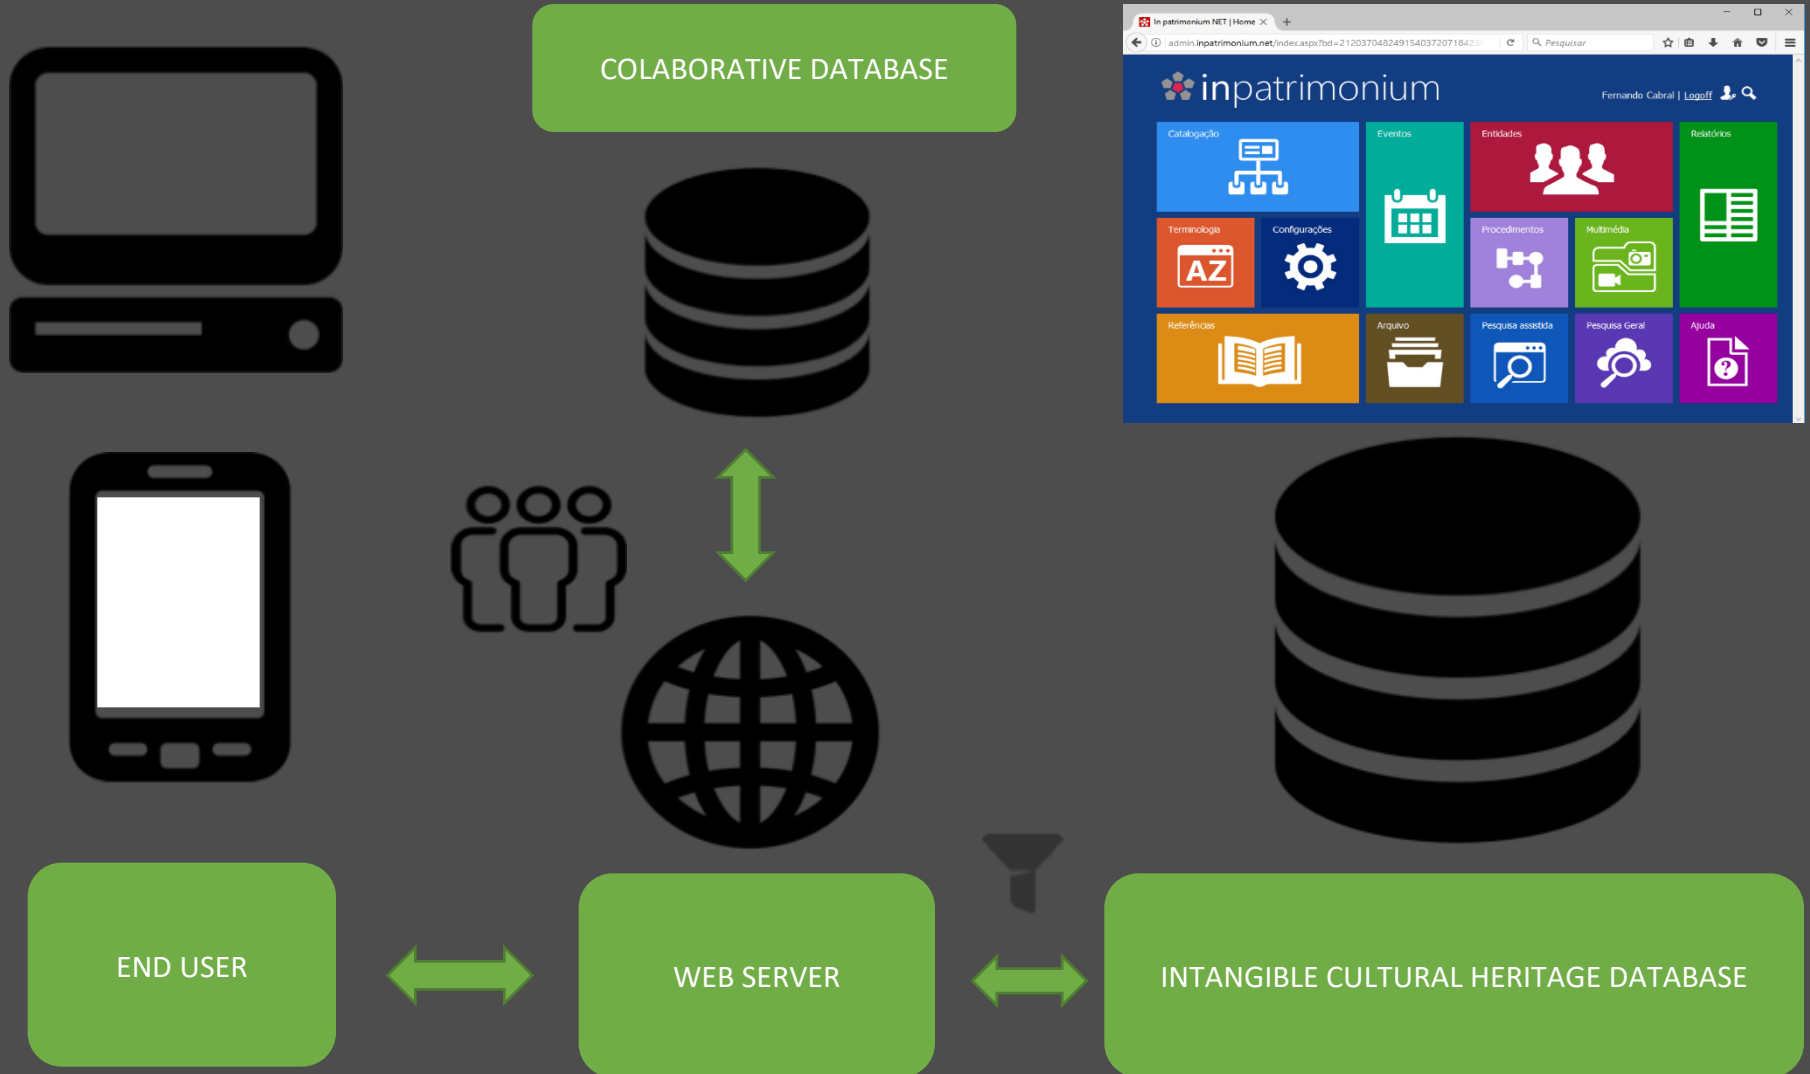 COLABORATIVE DATABASE
In patrimonium NET | Home
admin.inpatrimonium.net/index.aspx?bd=21203704824915403720718423
Pesquisar
inpatrimonium
Fernando Cabral | Logoff
Catalogação
Eventos
Entidades
Relatórios
Terminologia
Configurações
Procedimentos
Multimédia
AZ
Referências
Arquivo
Pesquisa assistida
Pesquisa Geral
Ajuda
?
END USER
WEB SERVER
INTANGIBLE CULTURAL HERITAGE DATABASE